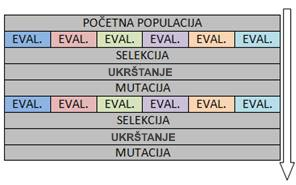 POČETNA POPULACIJA
EVAL. EVAL. EVAL. EVAL. EVAL. EVAL.
SELEKCIJA
UKRŠTANJE
MUTACIJA
EVAL. EVAL. EVAL. EVAL. EVAL. EVAL.
SELEKCIJA
UKRŠTANJE
MUTACIJA